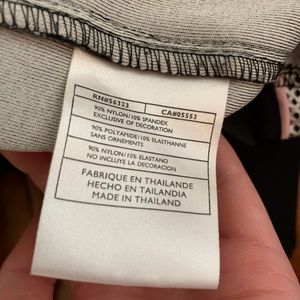 RN#56323 CA#05553
90% NYLON/10% SPANDEX
EXCLUSIVE OF DECORATION
90% POLYAMIDE/10% ELASTHANNE
SANS ORNEMENTS
90% NYLON/10% ELASTANO
NO INCLUYE LA DECORACION
FABRIQUE EN THAILANDE
HECHO EN TAILANDIA
MADE IN THAILAND